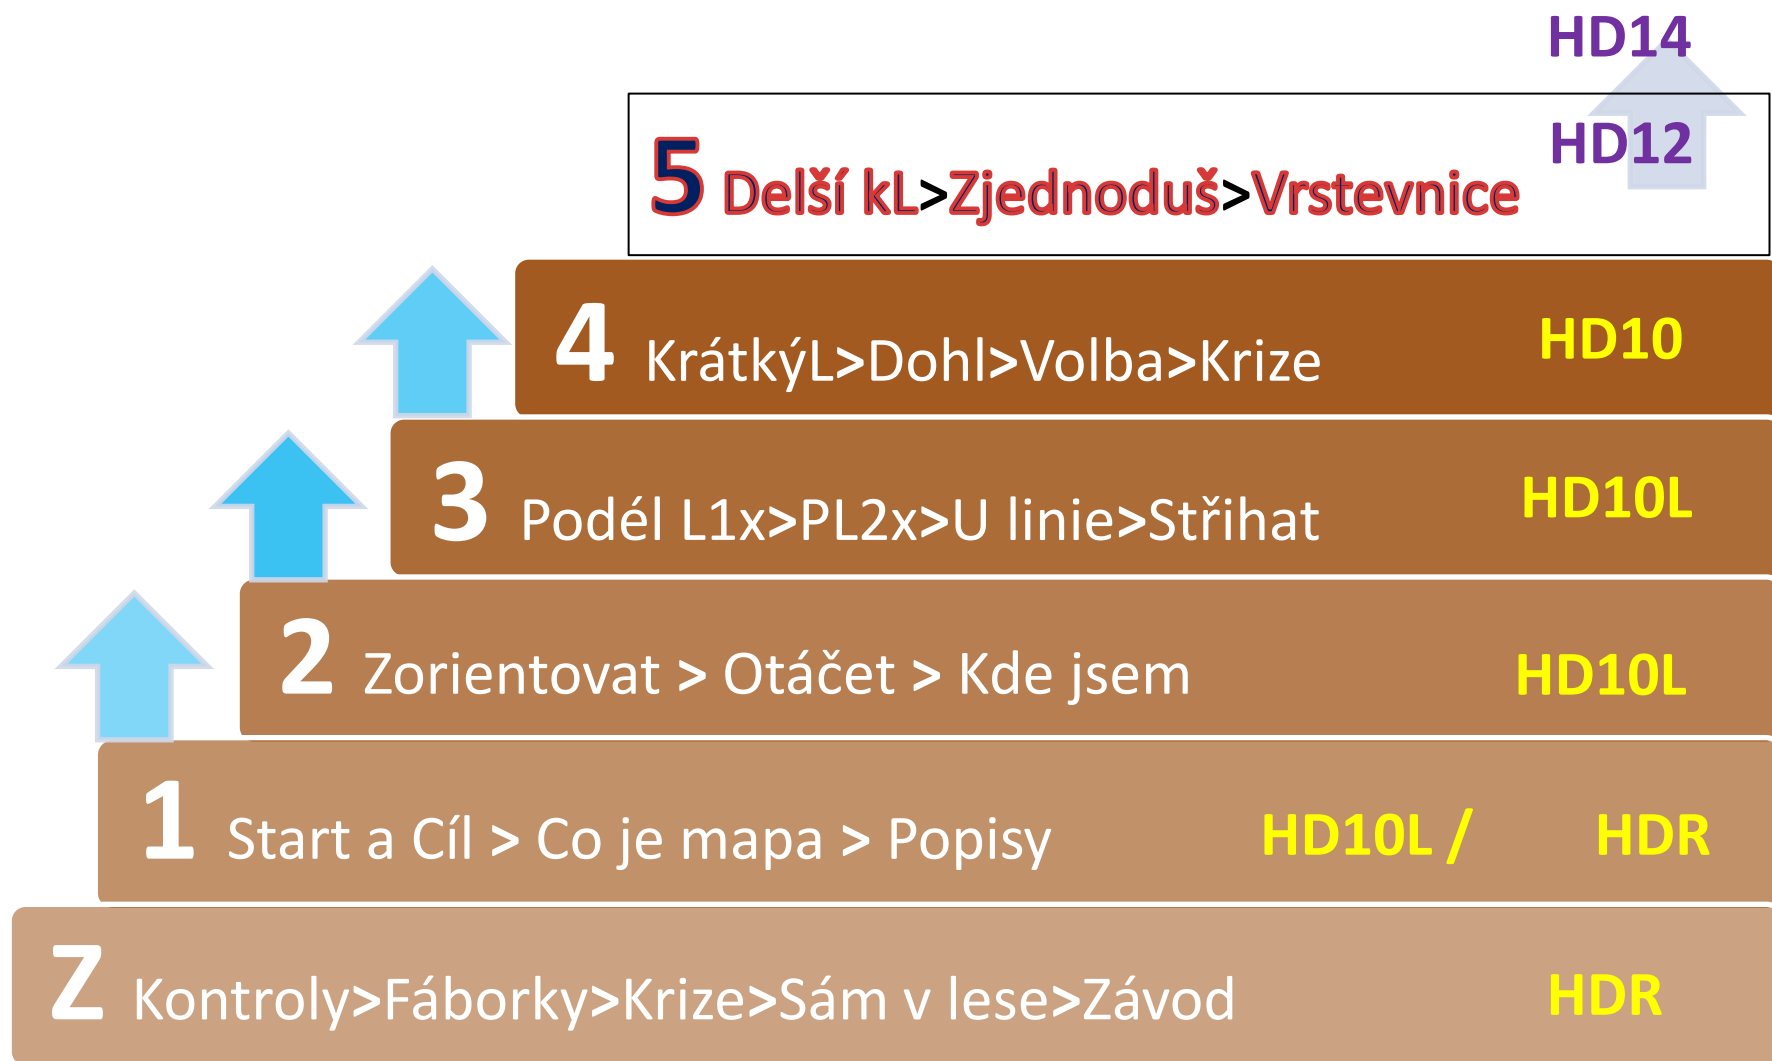 HD14
HD12
5 Delší kL>Zjednoduš>Vrstevnice
4 KrátkýL>Dohl>Volba>Krize HD10
3 Podél L1x>PL2x>U linie>Střihat HD10L
2 Zorientovat > Otáčet > Kde jsem HD10L
1 Start a Cíl > Co je mapa > Popisy HD10L / HDR
Z Kontroly>Fáborky>Krize>Sám v lese>Závod HDR